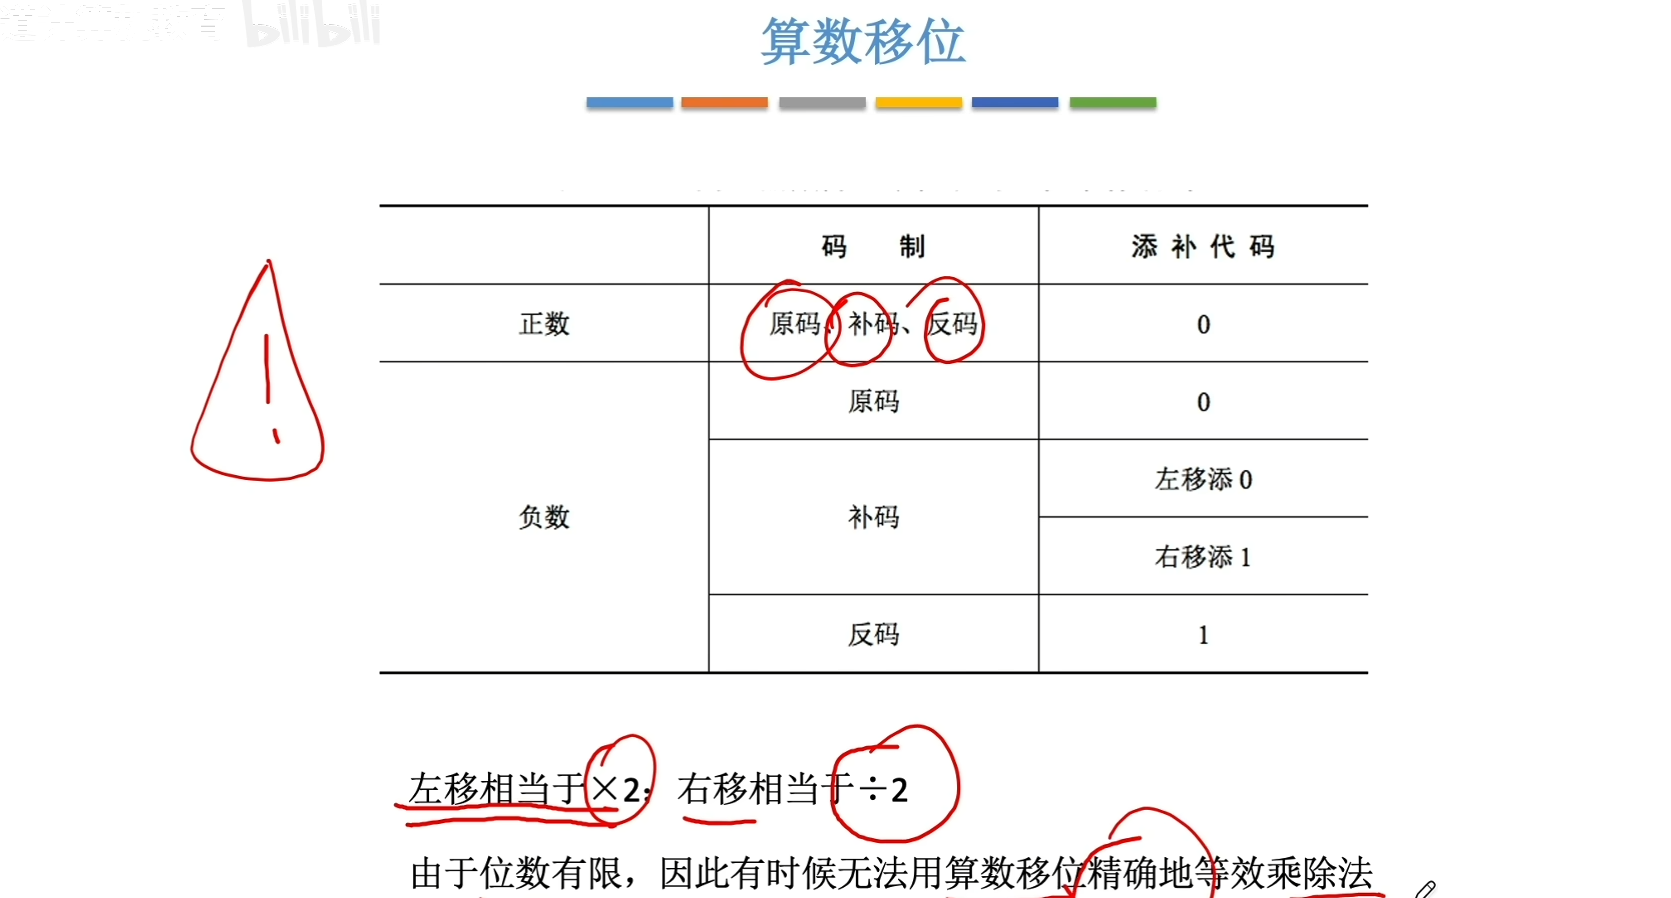 bilibili
算数移位
码 制 添补代码
正数 原码、补码、反码 0
原码 0
左移添 0
负数 补码
右移添 1
反码 1
左移相当于×2；右移相当于÷2
由于位数有限，因此有时候无法用算数移位精确地等效乘除法